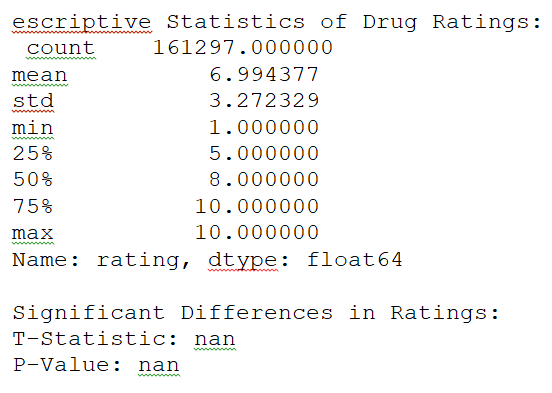 escriptive Statistics of Drug Ratings:
count 161297.000000
mean 6.994377
std 3.272329
min 1.000000
25% 5.000000
50% 8.000000
75% 10.000000
max 10.000000
Name: rating, dtype: float64
Significant Differences in Ratings:
T-Statistic: nan
P-Value: nan